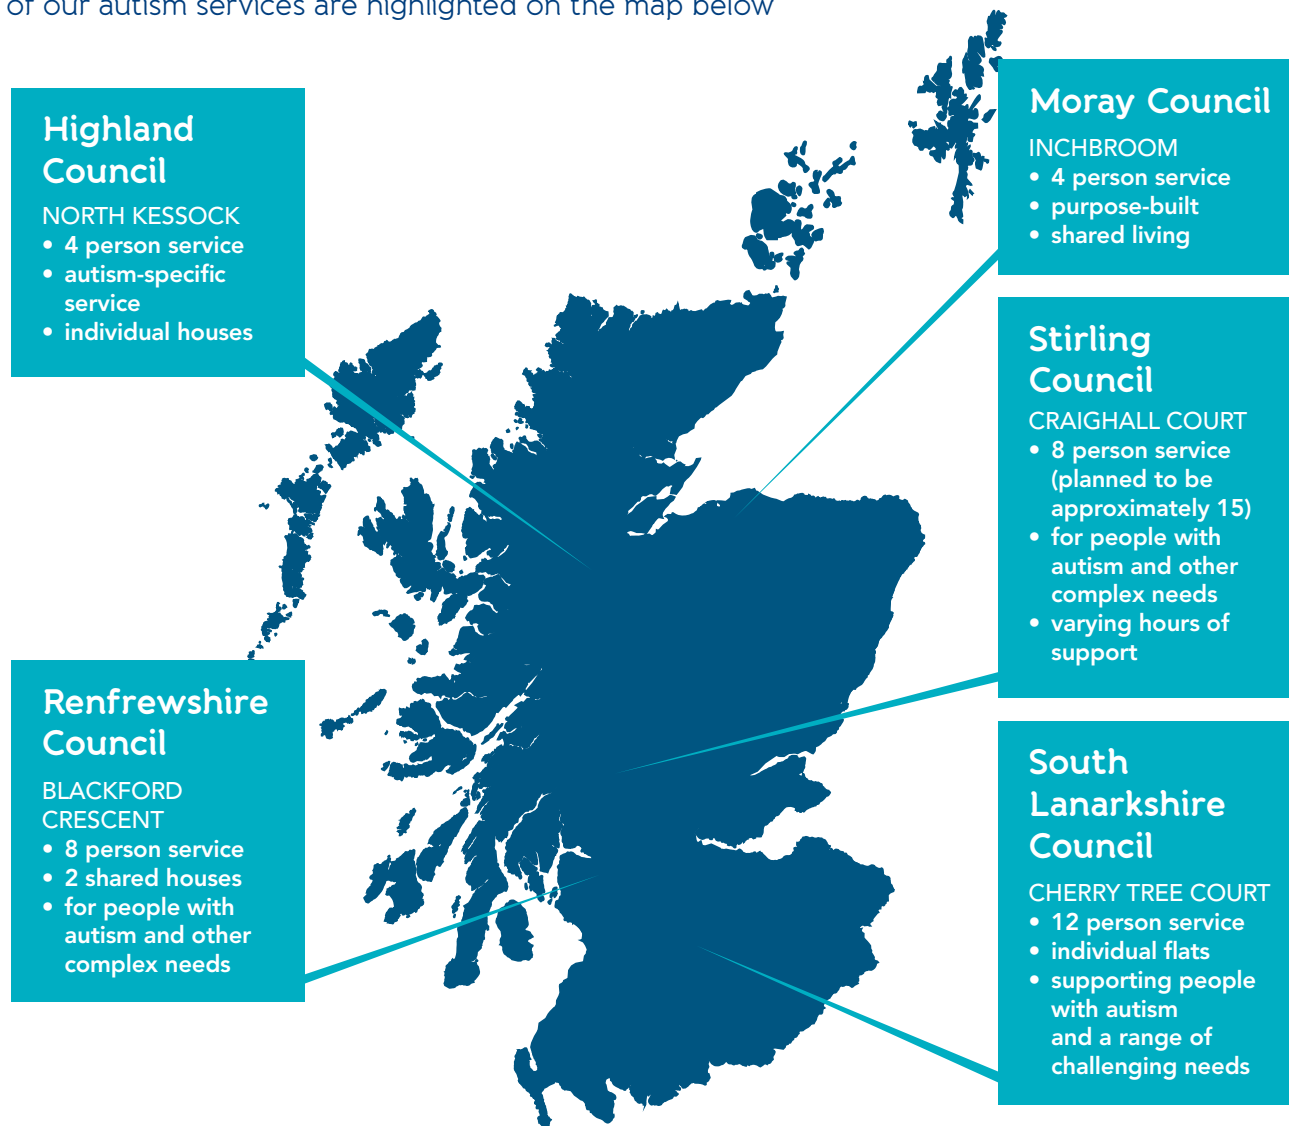 of our autism services are highlighted on the map below
Highland
Council
NORTH KESSOCK
• 4 person service
• autism-specific
service
• individual houses
Moray Council
INCHBROOM
• 4 person service
• purpose-built
• shared living
Stirling
Council
CRAIGHALL COURT
• 8 person service
(planned to be
approximately 15)
• for people with
autism and other
complex needs
• varying hours of
support
Renfrewshire
Council
BLACKFORD
CRESCENT
• 8 person service
• 2 shared houses
• for people with
autism and other
complex needs
South
Lanarkshire
Council
CHERRY TREE COURT
• 12 person service
• individual flats
• supporting people
with autism
and a range of
challenging needs